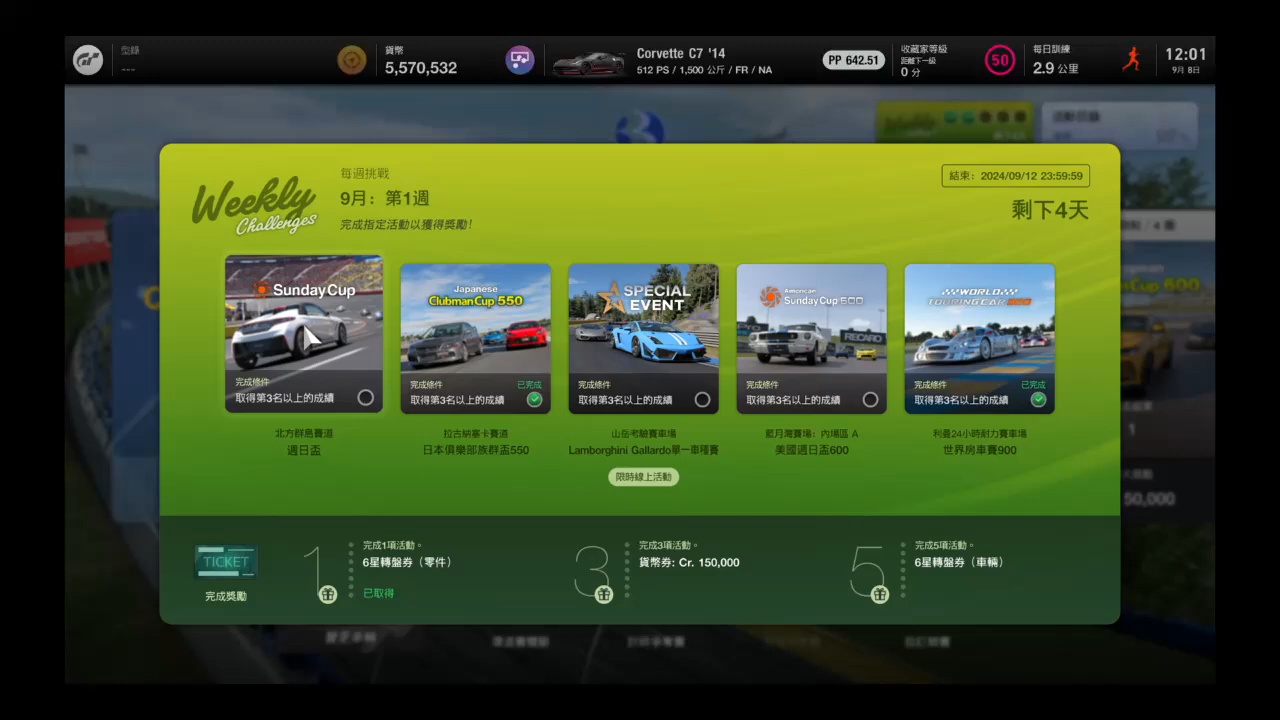 型錄
---
貨幣
5,570,532
Corvette C7 '14
512 PS / 1,500 公斤 / FR / NA
PP 642.51
收藏家等級
距離下一級
0 分
50
每日訓練
2.9 公里
12:01
9月 8日
Weekly
Challenges
每週挑戰
9月：第1週
完成指定活動以獲得獎勵！
結束：2024/09/12 23:59:59
剩下4天
Sunday Cup
完成條件
取得第3名以上的成績
北方群島賽道
週日盃
Japanese
Clubman Cup 550
完成條件
已完成
取得第3名以上的成績
拉古納塞卡賽道
日本俱樂部族群盃550
SPECIAL
EVENT
完成條件
取得第3名以上的成績
山岳考驗賽車場
Lamborghini Gallardo單一車種賽
限時線上活動
American
Sunday Cup 600
RECARO
完成條件
取得第3名以上的成績
藍月灣賽場：內場區 A
美國週日盃600
WORLD
TOURING CAR 900
完成條件
已完成
取得第3名以上的成績
利曼24小時耐力賽車場
世界房車賽900
TICKET
完成獎勵
1
完成1項活動。
6星轉盤券（零件）
已取得
3
完成3項活動。
貨幣券: Cr. 150,000
5
完成5項活動。
6星轉盤券（車輛）
50,000